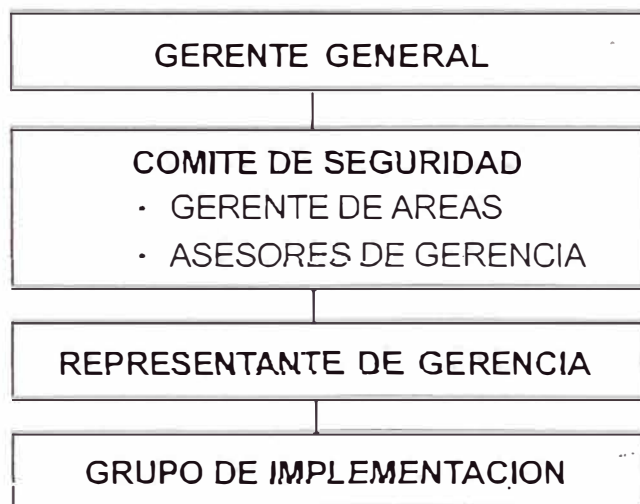 GERENTE GENERAL
COMITE DE SEGURIDAD
· GERENTE DE AREAS
· ASESORES DE GERENCIA
REPRESENTANTE DE GERENCIA
GRUPO DE IMPLEMENTACION